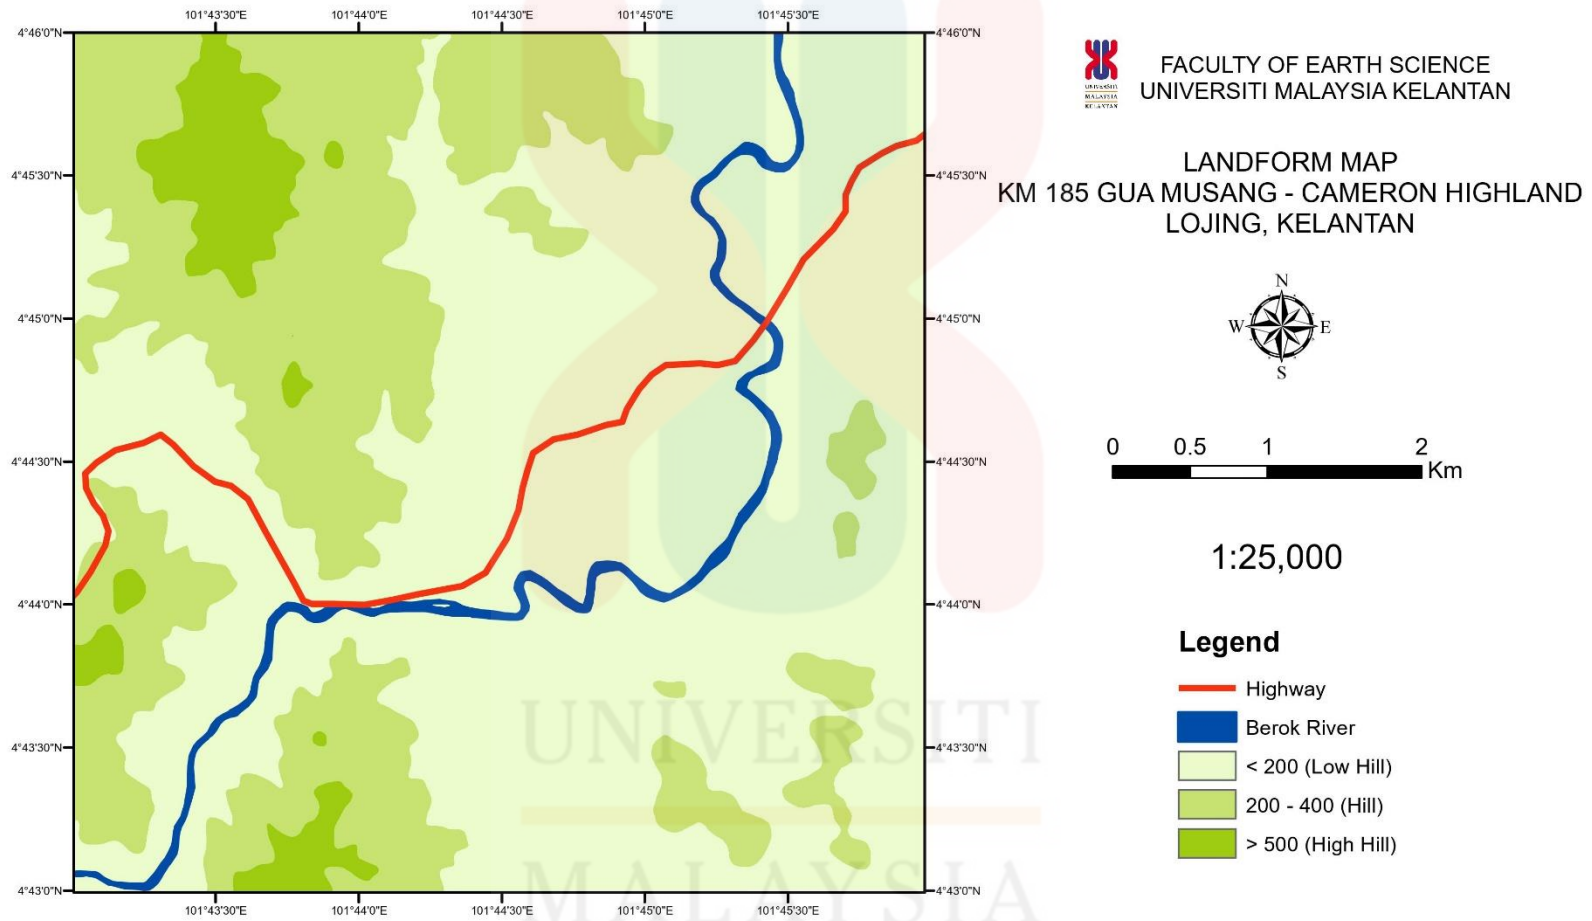 101°43'30"E 101°44'0"E 101°44'30"E 101°45'0"E 101°45'30"E
4°46'0"N 4°46'0"N
4°45'30"N 4°45'30"N
4°45'0"N 4°45'0"N
4°44'30"N 4°44'30"N
4°44'0"N 4°44'0"N
4°43'30"N 4°43'30"N
4°43'0"N 4°43'0"N
101°43'30"E 101°44'0"E 101°44'30"E 101°45'0"E 101°45'30"E
UNIVERSITI
MALAYSIA
UNIVERSITI
MALAYSIA
KELANTAN
FACULTY OF EARTH SCIENCE
UNIVERSITI MALAYSIA KELANTAN
LANDFORM MAP
KM 185 GUA MUSANG - CAMERON HIGHLAND
LOJING, KELANTAN
N
W E
S
0 0.5 1 2
Km
1:25,000
Legend
Highway
Berok River
< 200 (Low Hill)
200 - 400 (Hill)
> 500 (High Hill)